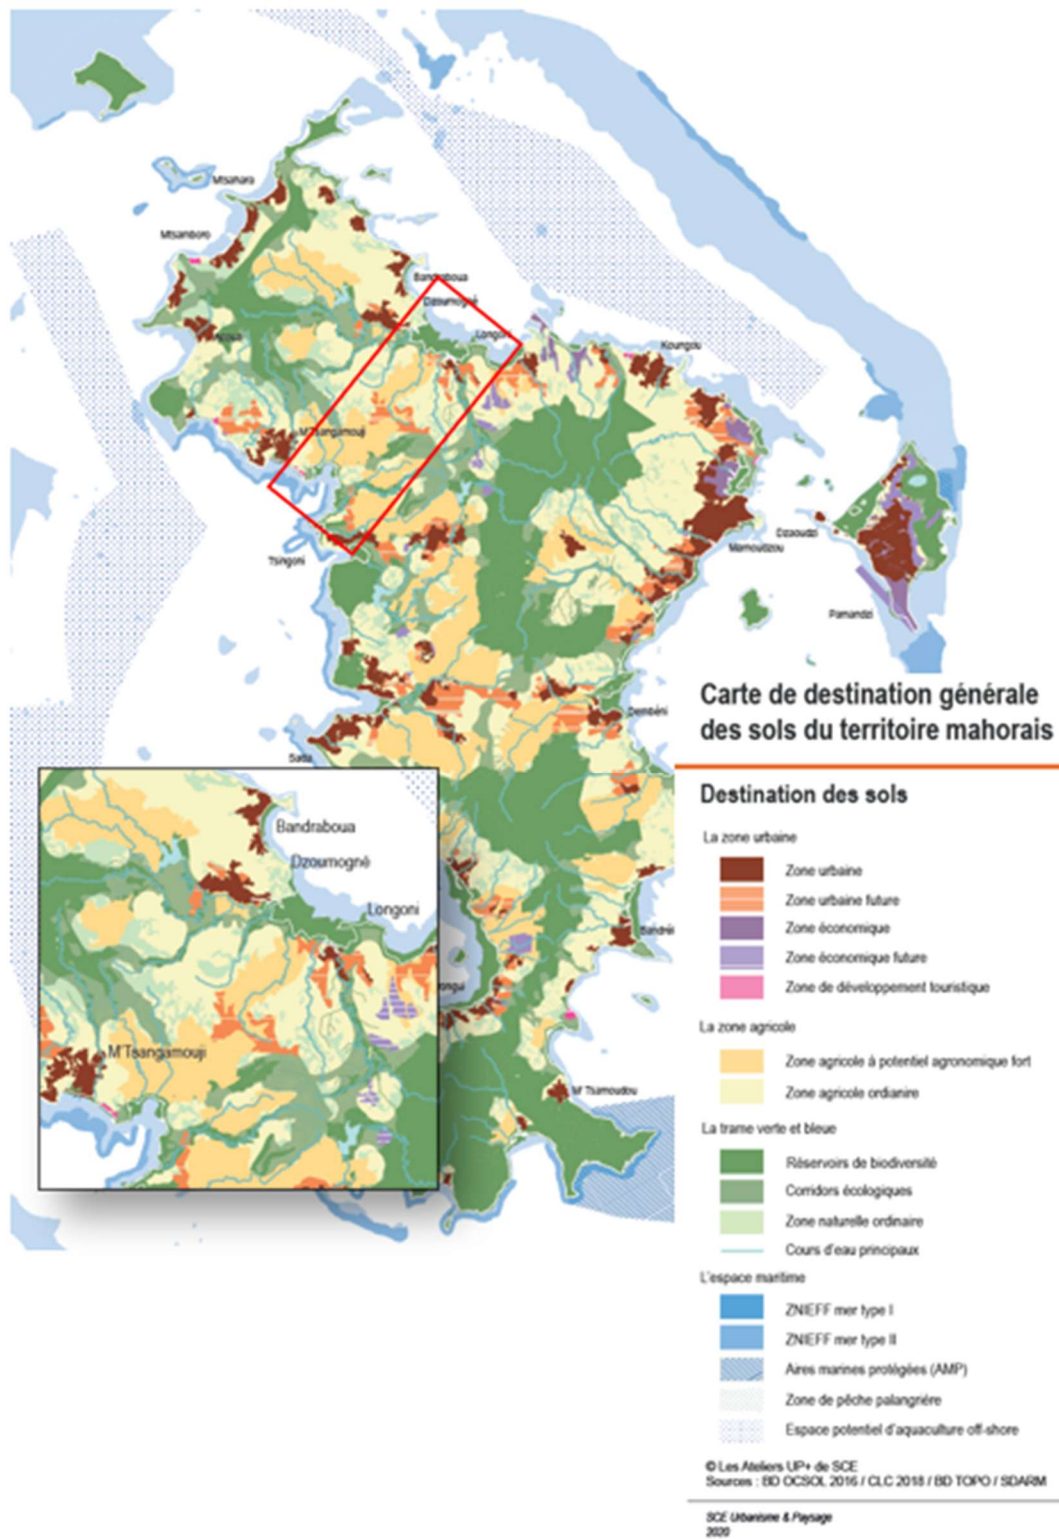 Mtsahara
Mtsamboro
Bandraboua
Dzoumogné
Longoni
Koungou
Acoua
M'Tsangamouji
Tsingoni
Mamoudzou
Dzaoudzi
Pamandzi
Dembéni
Sada
Bandraboua
Dzoumogné
Longoni
M'Tsangamouji
M'Tsamoudou
Carte de destination générale
des sols du territoire mahorais
Destination des sols
La zone urbaine
Zone urbaine
Zone urbaine future
Zone économique
Zone économique future
Zone de développement touristique
La zone agricole
Zone agricole à potentiel agronomique fort
Zone agricole ordianire
La trame verte et bleue
Réservoirs de biodiversité
Corridors écologiques
Zone naturelle ordinaire
Cours d'eau principaux
L'espace maritime
ZNIEFF mer type I
ZNIEFF mer type II
Aires marines protégées (AMP)
Zone de pêche palangrière
Espace potentiel d'aquaculture off-shore
© Les Ateliers UP+ de SCE
Sources : BD OCSOL 2016 / CLC 2018 / BD TOPO / SDARM
SCE Urbanisme & Paysage
2020